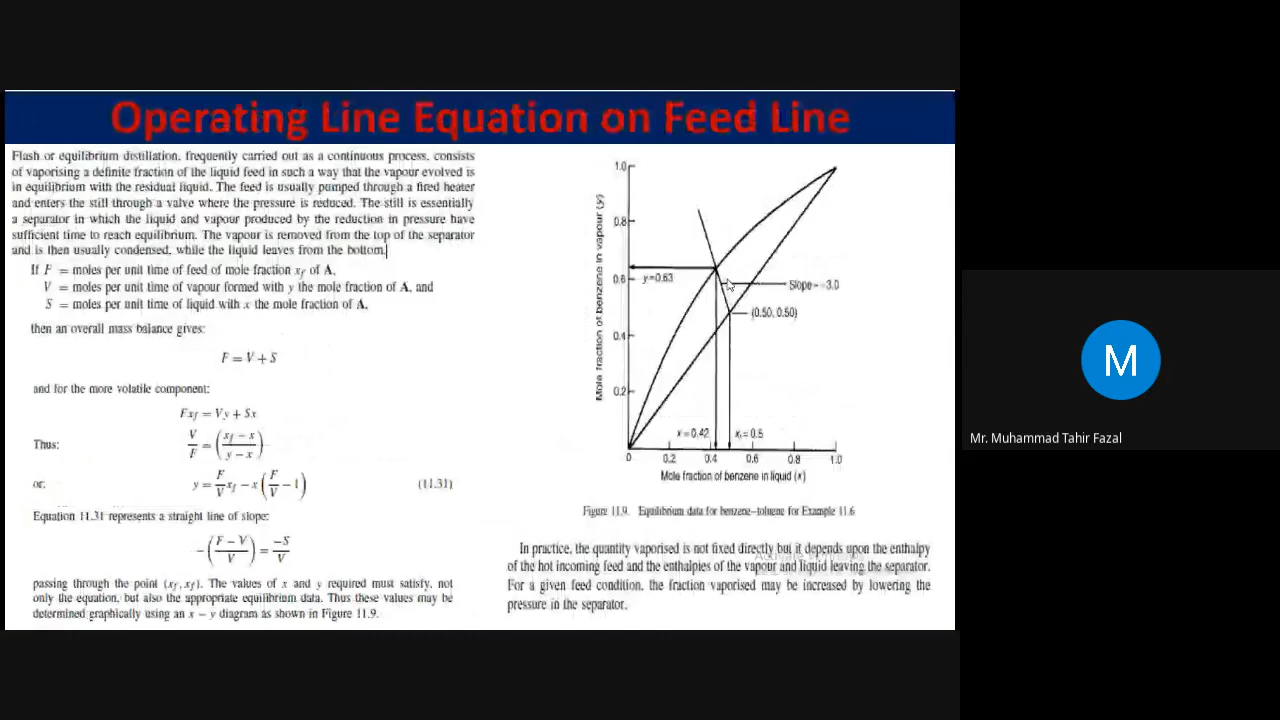 Operating Line Equation on Feed Line
Flash or equilibrium distillation, frequently carried out as a continuous process, consists
of vaporising a definite fraction of the liquid feed in such a way that the vapour evolved is
in equilibrium with the residual liquid. The feed is usually pumped through a fired heater
and enters the still through a valve where the pressure is reduced. The still is essentially
a separator in which the liquid and vapour produced by the reduction in pressure have
sufficient time to reach equilibrium. The vapour is removed from the top of the separator
and is then usually condensed, while the liquid leaves from the bottom.
If F = moles per unit time of feed of mole fraction x_f of A,
V = moles per unit time of vapour formed with y the mole fraction of A, and
S = moles per unit time of liquid with x the mole fraction of A,
then an overall mass balance gives:
F = V + S
and for the more volatile component:
Fx_f = Vy + Sx
Thus: V/F = (x_f − x / y − x)
or: y = F/V x_f − x (F/V − 1) (11.31)
Equation 11.31 represents a straight line of slope:
−(F − V / V) = −S/V
passing through the point (x_f, x_f). The values of x and y required must satisfy, not
only the equation, but also the appropriate equilibrium data. Thus these values may be
determined graphically using an x − y diagram as shown in Figure 11.9.
Mole fraction of benzene in vapour (y)
1.0
0.8
0.6
0.4
0.2
y=0.63
Slope=−3.0
(0.50, 0.50)
x=0.42
x_f=0.5
0 0.2 0.4 0.6 0.8 1.0
Mole fraction of benzene in liquid (x)
Figure 11.9. Equilibrium data for benzene–toluene for Example 11.6
In practice, the quantity vaporised is not fixed directly but it depends upon the enthalpy
of the hot incoming feed and the enthalpies of the vapour and liquid leaving the separator.
For a given feed condition, the fraction vaporised may be increased by lowering the
pressure in the separator.
M
Mr. Muhammad Tahir Fazal